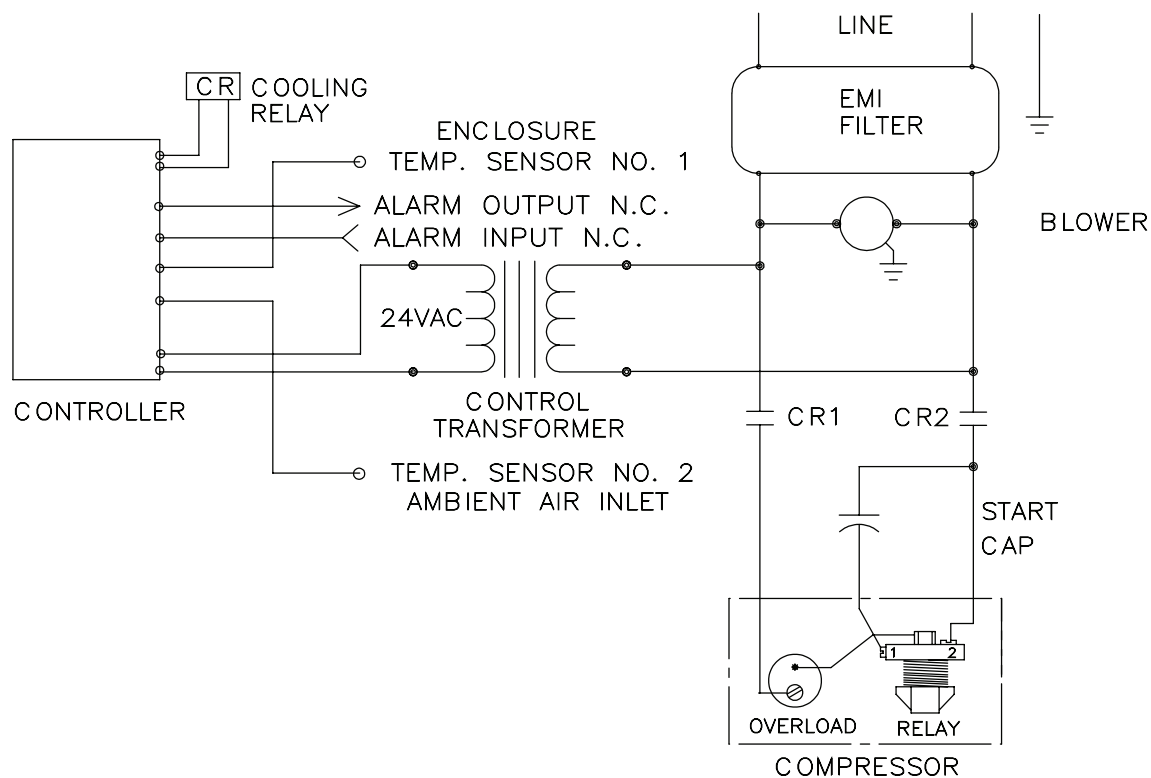 LINE
CR
COOLING
RELAY
EMI
FILTER
ENCLOSURE
TEMP. SENSOR NO. 1
ALARM OUTPUT N.C.
ALARM INPUT N.C.
BLOWER
24VAC
CONTROLLER
CONTROL
TRANSFORMER
CR1
CR2
TEMP. SENSOR NO. 2
AMBIENT AIR INLET
START
CAP
1 2
OVERLOAD
RELAY
COMPRESSOR